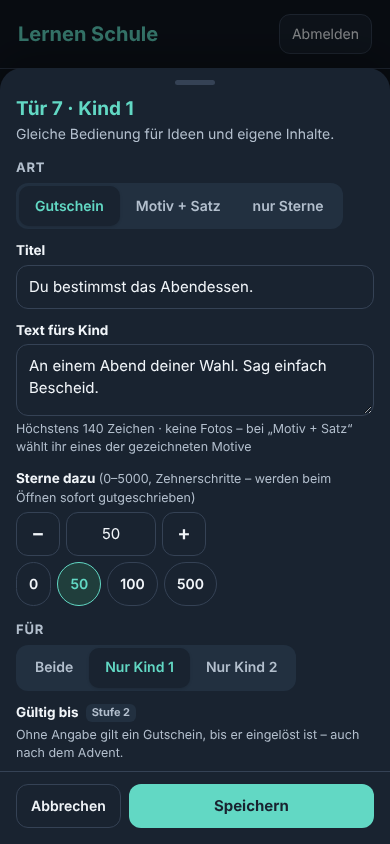 Lernen Schule
Abmelden
Tür 7 · Kind 1
Gleiche Bedienung für Ideen und eigene Inhalte.
ART
Gutschein
Motiv + Satz
nur Sterne
Titel
Du bestimmst das Abendessen.
Text fürs Kind
An einem Abend deiner Wahl. Sag einfach
Bescheid.
Höchstens 140 Zeichen · keine Fotos – bei „Motiv + Satz“
wählt ihr eines der gezeichneten Motive
Sterne dazu (0–5000, Zehnerschritte – werden beim
Öffnen sofort gutgeschrieben)
− 50 +
0 50 100 500
FÜR
Beide
Nur Kind 1
Nur Kind 2
Gültig bis Stufe 2
Ohne Angabe gilt ein Gutschein, bis er eingelöst ist – auch
nach dem Advent.
Abbrechen
Speichern